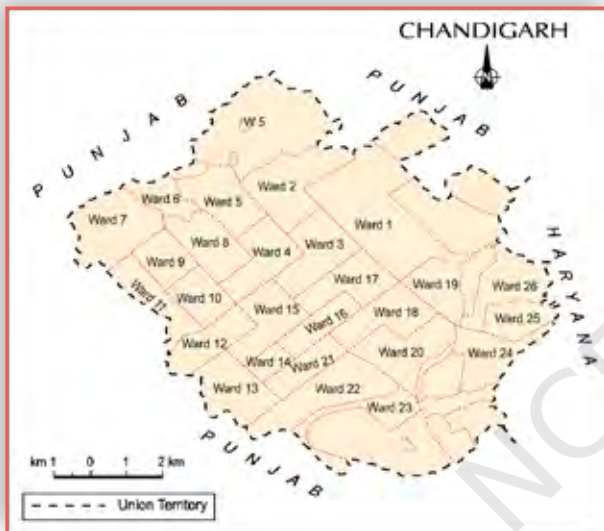 CHANDIGARH
N
PUNJAB
PUNJAB
W 5
Ward 2
Ward 6
Ward 5
Ward 7
Ward 1
Ward 8
Ward 4
Ward 3
HARYANA
Ward 9
Ward 17
Ward 19
Ward 26
Ward 11
Ward 10
Ward 15
Ward 16
Ward 18
Ward 25
Ward 12
Ward 20
Ward 24
Ward 14
Ward 21
Ward 13
Ward 22
Ward 23
PUNJAB
km 1 0 1 2 km
Union Territory
NC